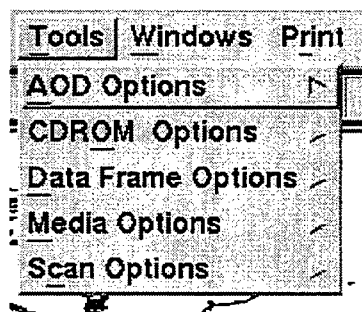 Tools Windows Print
AOD Options
CDROM Options
Data Frame Options
Media Options
Scan Options